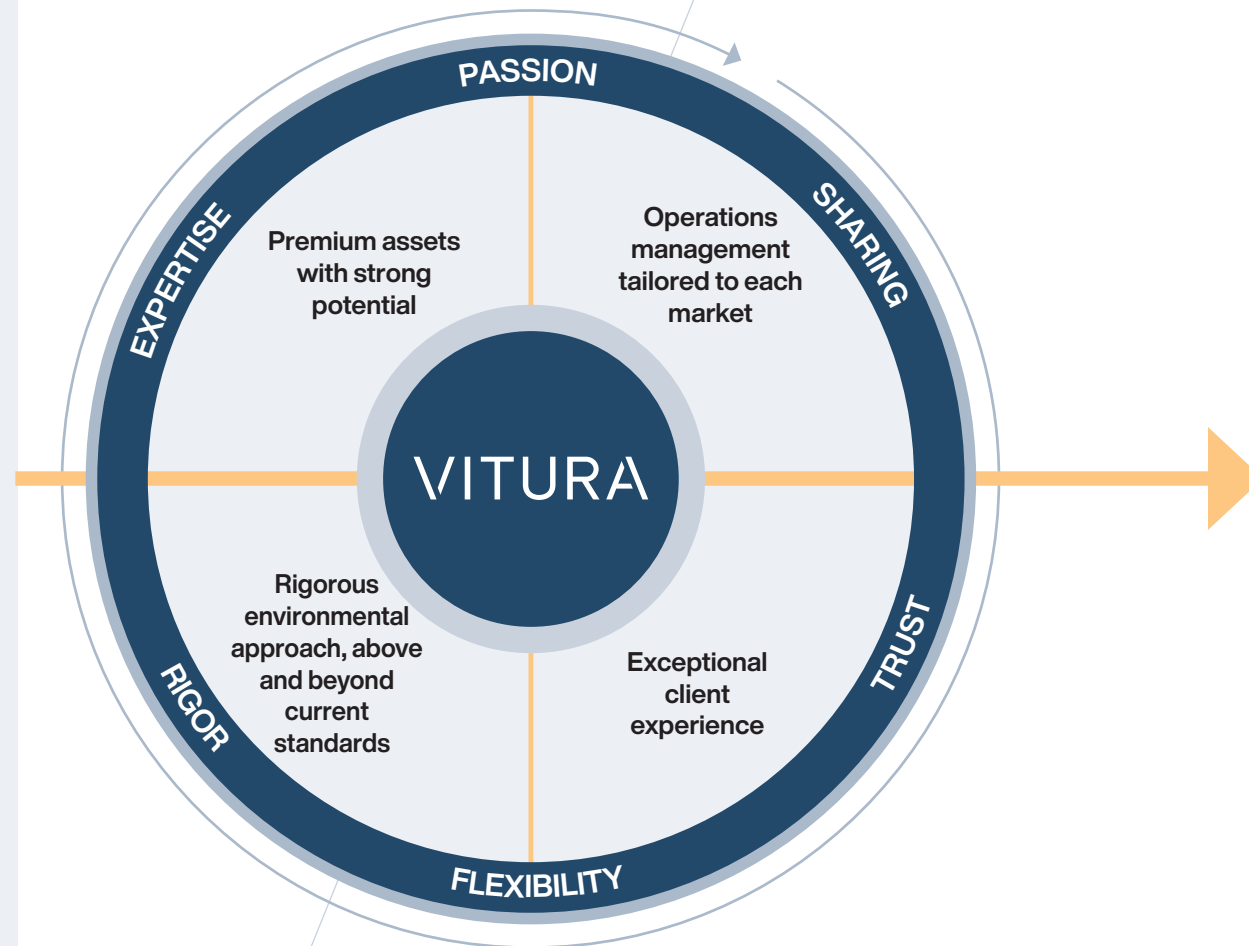 PASSION
EXPERTISE
SHARING
Premium assets
with strong
potential
Operations
management
tailored to each
market
VITURA
Rigorous
environmental
approach, above
and beyond
current
standards
Exceptional
client
experience
RIGOR
TRUST
FLEXIBILITY